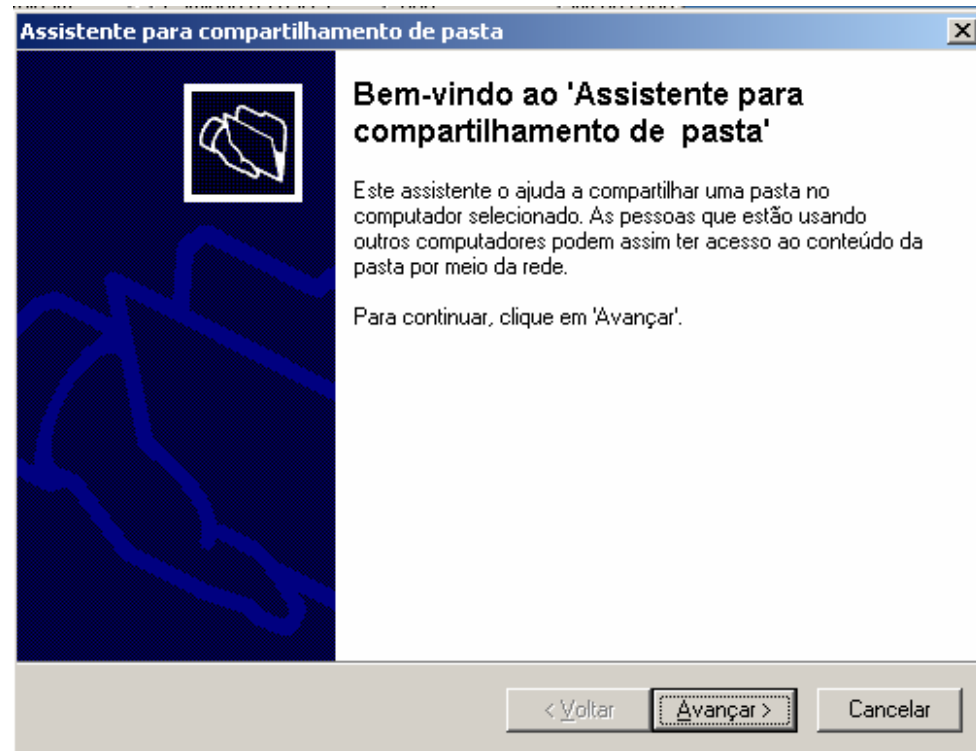 Assistente para compartilhamento de pasta
Bem-vindo ao 'Assistente para
compartilhamento de pasta'
Este assistente o ajuda a compartilhar uma pasta no
computador selecionado. As pessoas que estão usando
outros computadores podem assim ter acesso ao conteúdo da
pasta por meio da rede.
Para continuar, clique em 'Avançar'.
< Voltar
Avançar >
Cancelar